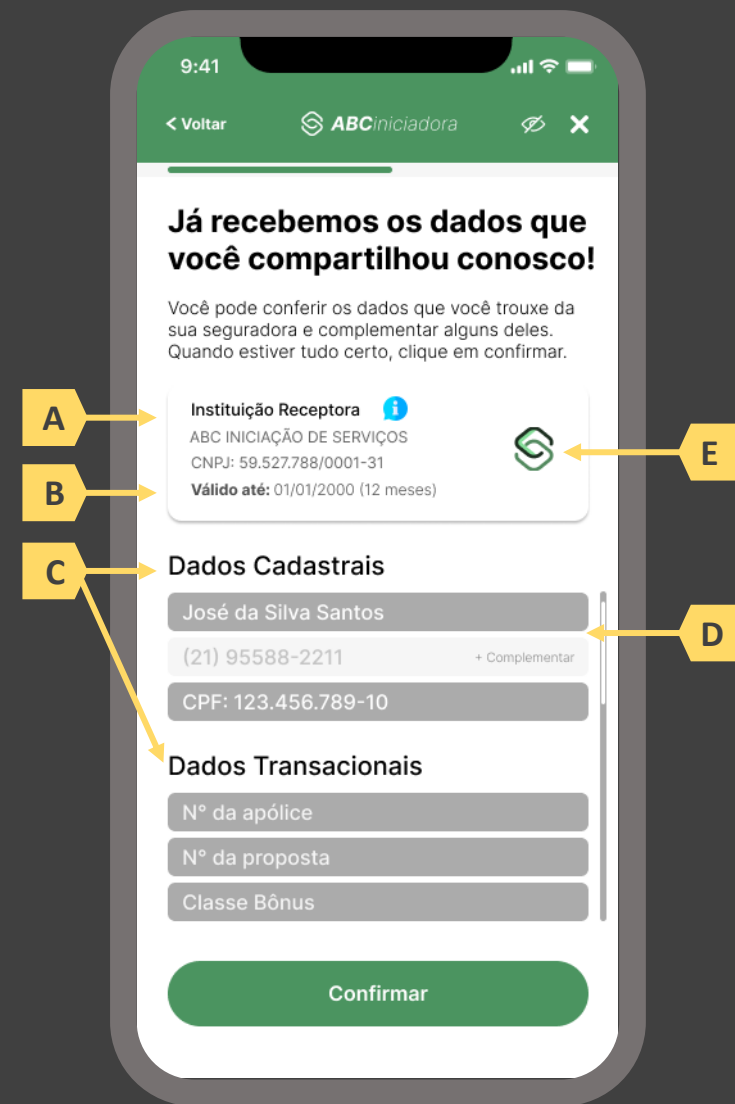 9:41
< Voltar
ABCiniciadora
Já recebemos os dados que
você compartilhou conosco!
Você pode conferir os dados que você trouxe da
sua seguradora e complementar alguns deles.
Quando estiver tudo certo, clique em confirmar.
A
Instituição Receptora
i
ABC INICIAÇÃO DE SERVIÇOS
E
CNPJ: 59.527.788/0001-31
B
Válido até: 01/01/2000 (12 meses)
C
Dados Cadastrais
José da Silva Santos
D
(21) 95588-2211 + Complementar
CPF: 123.456.789-10
Dados Transacionais
N° da apólice
N° da proposta
Classe Bônus
Confirmar